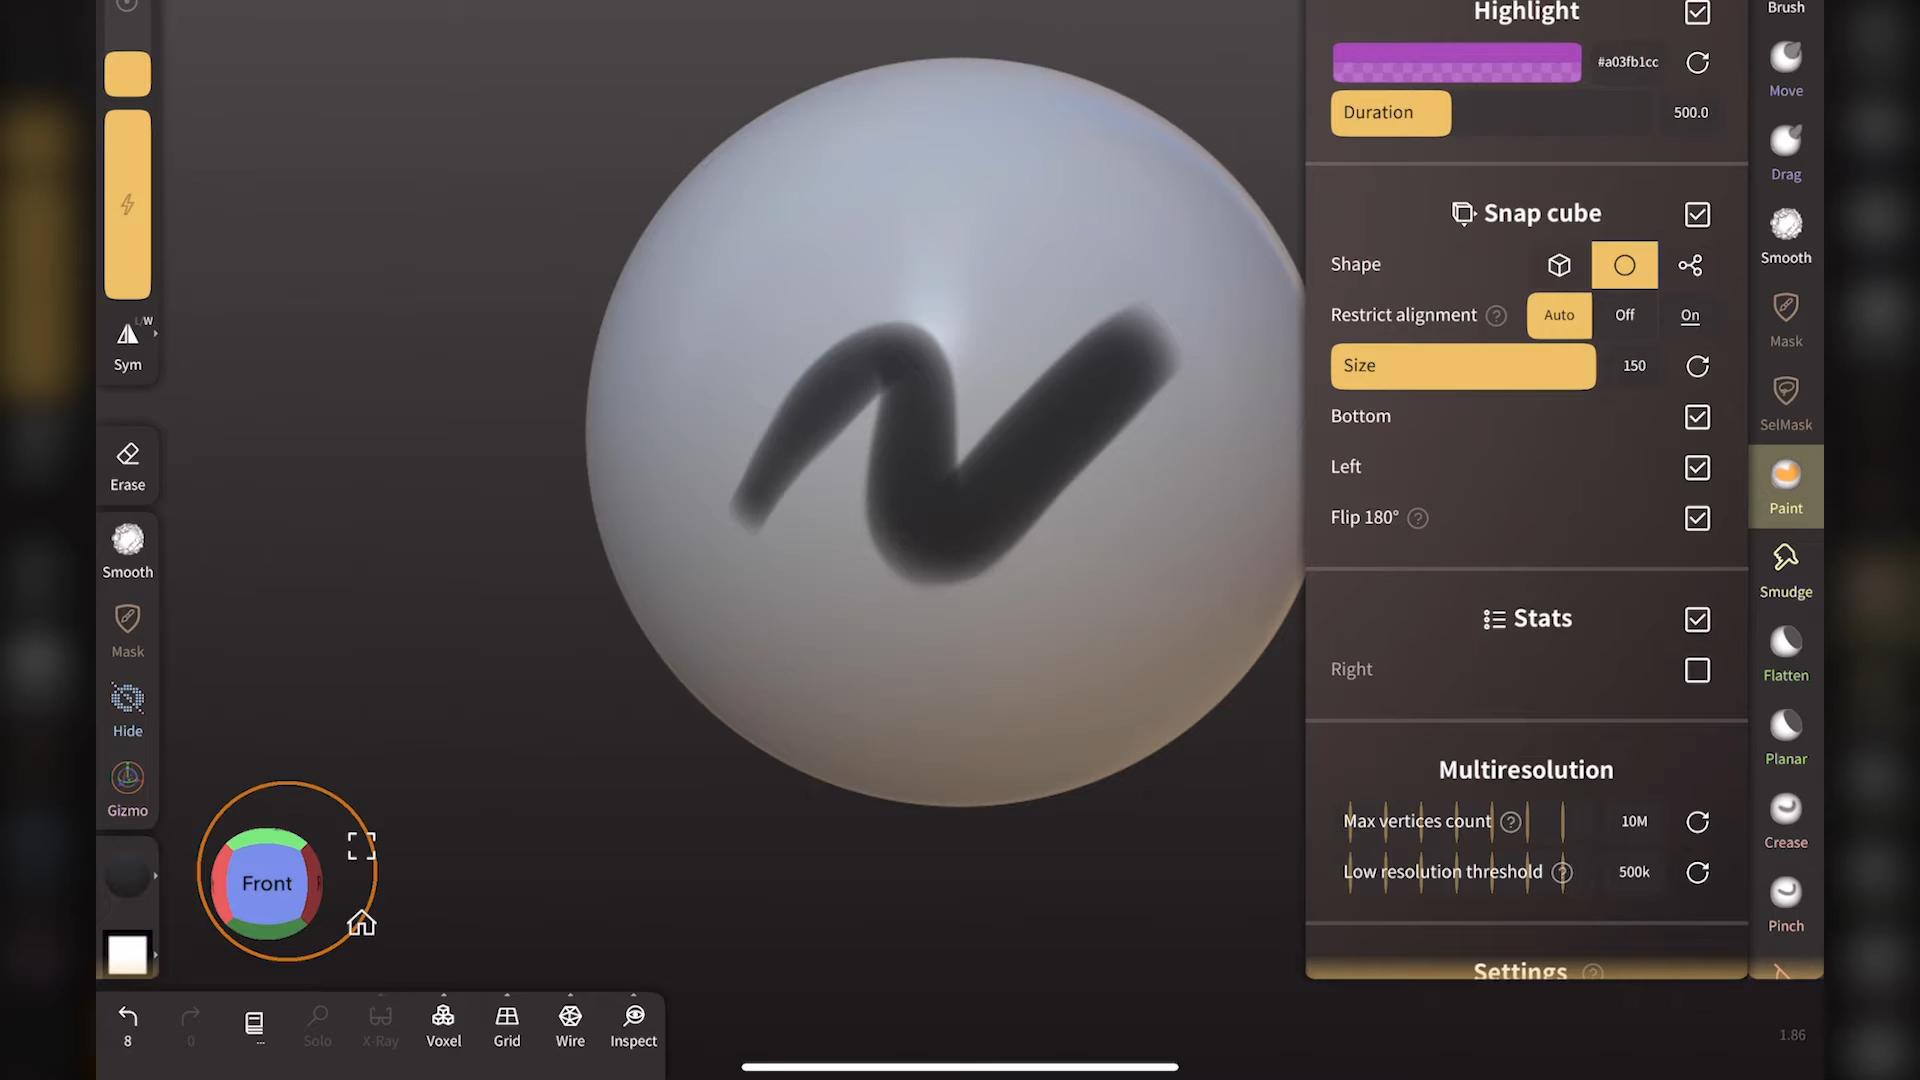 L/W
Sym
Erase
Smooth
Mask
Hide
Gizmo
Front
8
0
...
Solo
X-Ray
Voxel
Grid
Wire
Inspect
Highlight
#a03fb1cc
Duration
500.0
Snap cube
Shape
Restrict alignment ?
Auto
Off
On
Size
150
Bottom
Left
Flip 180° ?
Stats
Right
Multiresolution
Max vertices count ?
10M
Low resolution threshold ?
500k
Settings ?
Brush
Move
Drag
Smooth
Mask
SelMask
Paint
Smudge
Flatten
Planar
Crease
Pinch
1.86